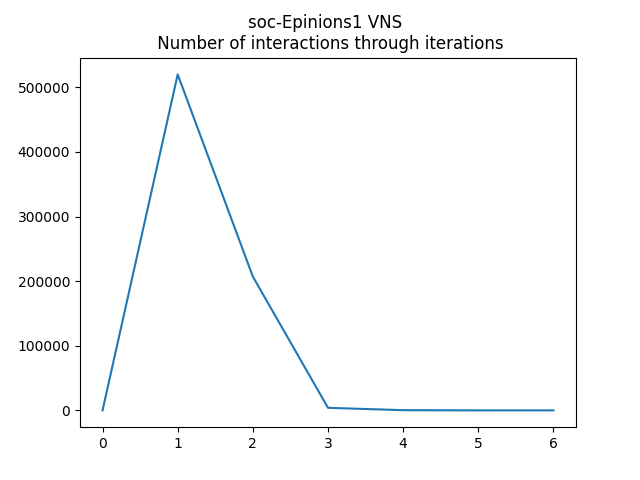 soc-Epinions1 VNS
Number of interactions through iterations
500000
400000
300000
200000
100000
0
0 1 2 3 4 5 6